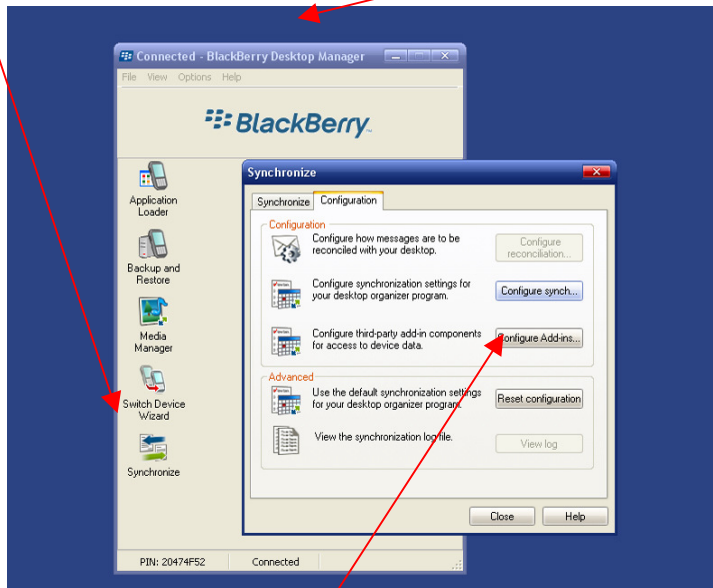 Connected - BlackBerry Desktop Manager
File View Options Help
BlackBerry
Application
Loader
Backup and
Restore
Media
Manager
Switch Device
Wizard
Synchronize
PIN: 20474F52 Connected
Synchronize
Synchronize Configuration
Configuration
Configure how messages are to be
reconciled with your desktop.
Configure
reconciliation...
Configure synchronization settings for
your desktop organizer program.
Configure synch...
Configure third-party add-in components
for access to device data.
Configure Add-ins...
Advanced
Use the default synchronization settings
for your desktop organizer program.
Reset configuration
View the synchronization log file.
View log
Close Help